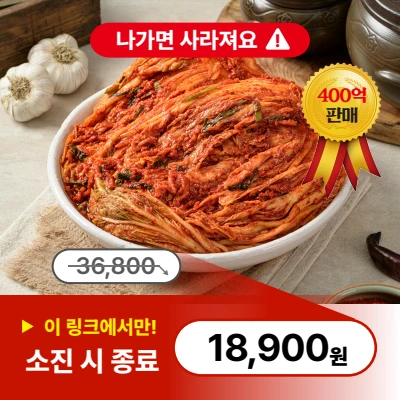 나가면 사라져요
400억
판매
36,800
▶ 이 링크에서만!
소진 시 종료
18,900원